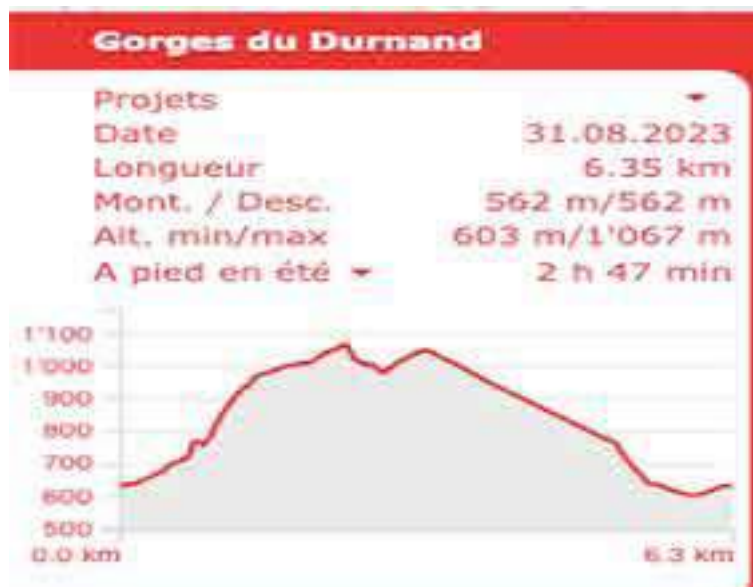 Gorges du Durnand
Projets
Date 31.08.2023
Longueur 6.35 km
Mont. / Desc. 562 m/562 m
Alt. min/max 603 m/1'067 m
A pied en été 2 h 47 min
1'100
1'000
900
800
700
600
500
0.0 km 6.3 km